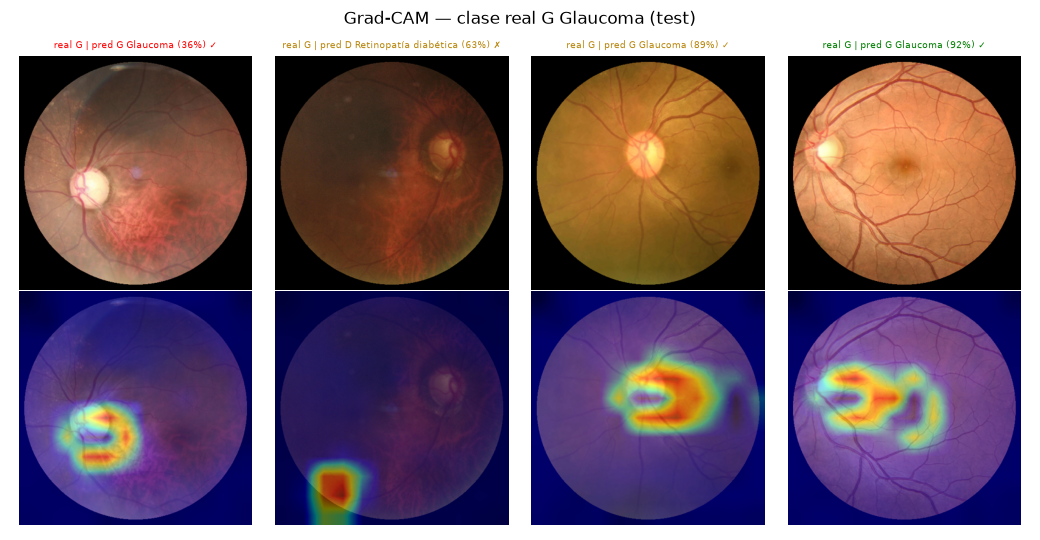 Grad-CAM — clase real G Glaucoma (test)
real G | pred G Glaucoma (36%) ✓
real G | pred D Retinopatía diabética (63%) ✗
real G | pred G Glaucoma (89%) ✓
real G | pred G Glaucoma (92%) ✓